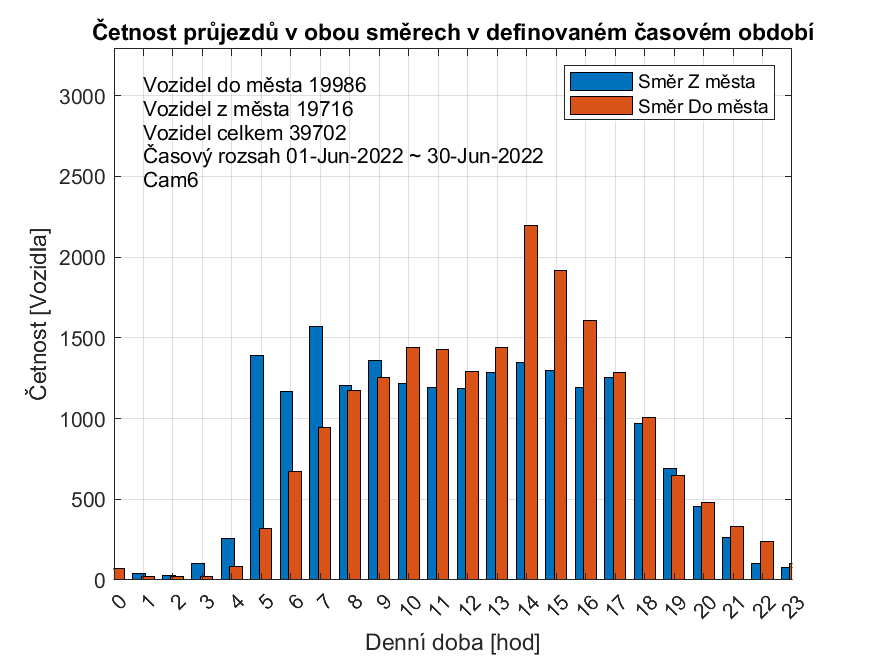 Četnost průjezdů v obou směrech v definovaném časovém období
Vozidel do města 19986
Vozidel z města 19716
Vozidel celkem 39702
Časový rozsah 01-Jun-2022 ~ 30-Jun-2022
Cam6
Směr Z města
Směr Do města
Četnost [Vozidla]
3000
2500
2000
1500
1000
500
0
0 1 2 3 4 5 6 7 8 9 10 11 12 13 14 15 16 17 18 19 20 21 22 23
Denní doba [hod]